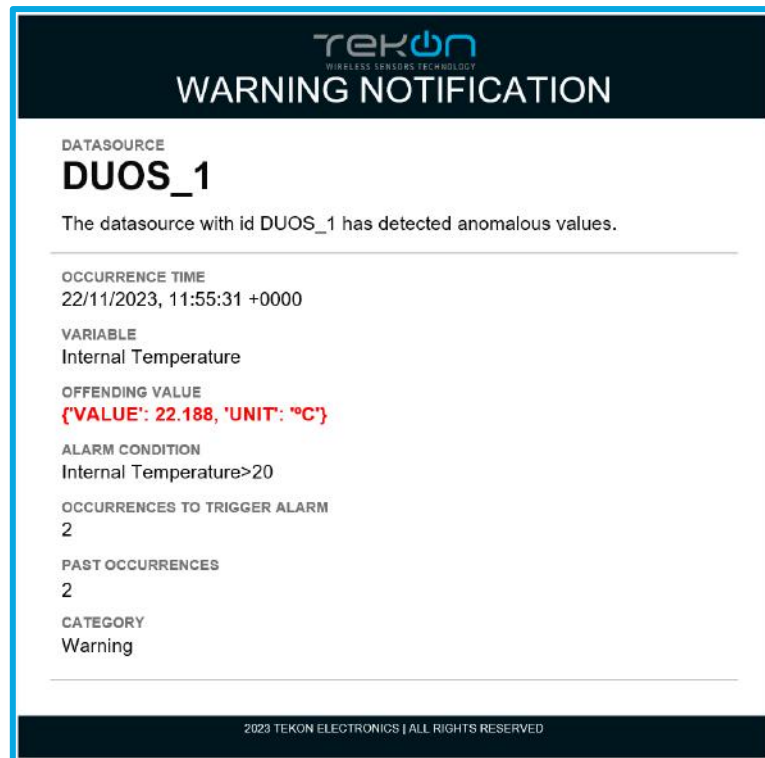 Tekon
WIRELESS SENSORS TECHNOLOGY
WARNING NOTIFICATION
DATASOURCE
DUOS_1
The datasource with id DUOS_1 has detected anomalous values.
OCCURRENCE TIME
22/11/2023, 11:55:31 +0000
VARIABLE
Internal Temperature
OFFENDING VALUE
{'VALUE': 22.188, 'UNIT': 'ºC'}
ALARM CONDITION
Internal Temperature>20
OCCURRENCES TO TRIGGER ALARM
2
PAST OCCURRENCES
2
CATEGORY
Warning
2023 TEKON ELECTRONICS | ALL RIGHTS RESERVED